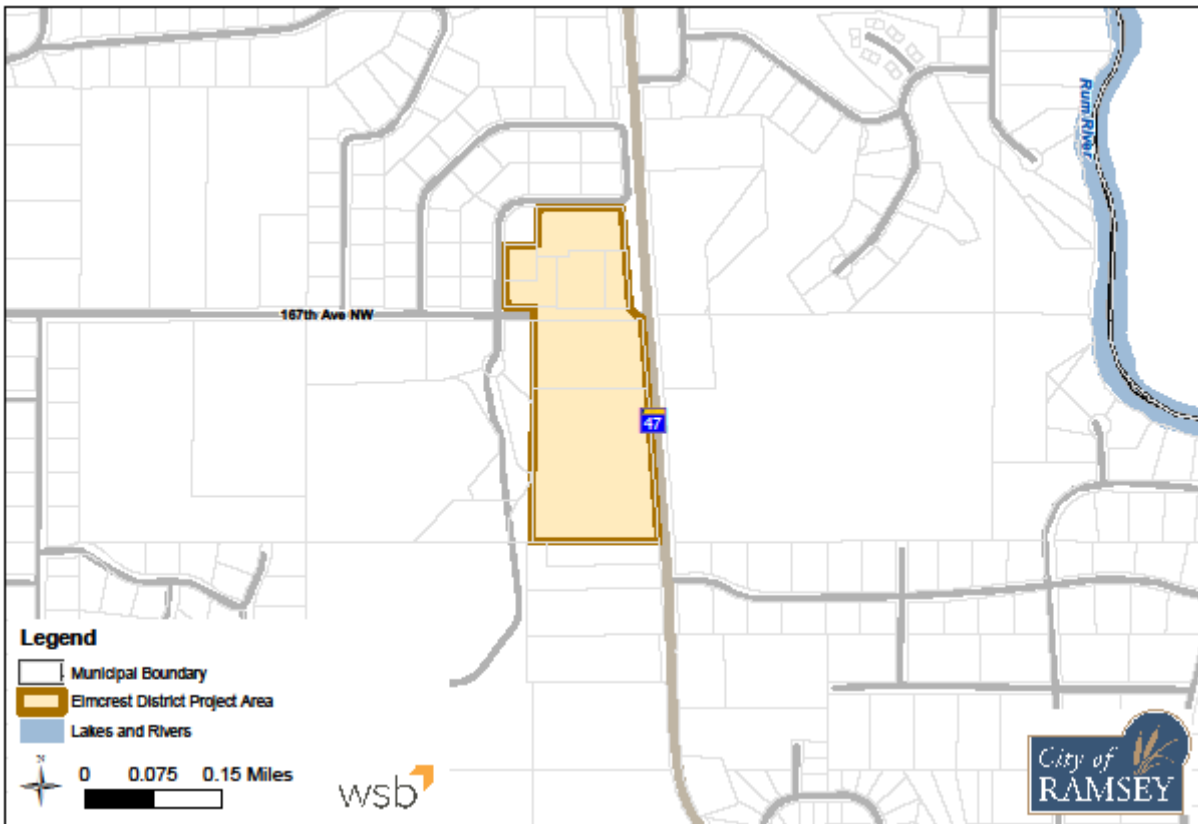 Rum River
167th Ave NW
47
Legend
Municipal Boundary
Elmcrest District Project Area
Lakes and Rivers
N
0 0.075 0.15 Miles
wsb
City of
RAMSEY